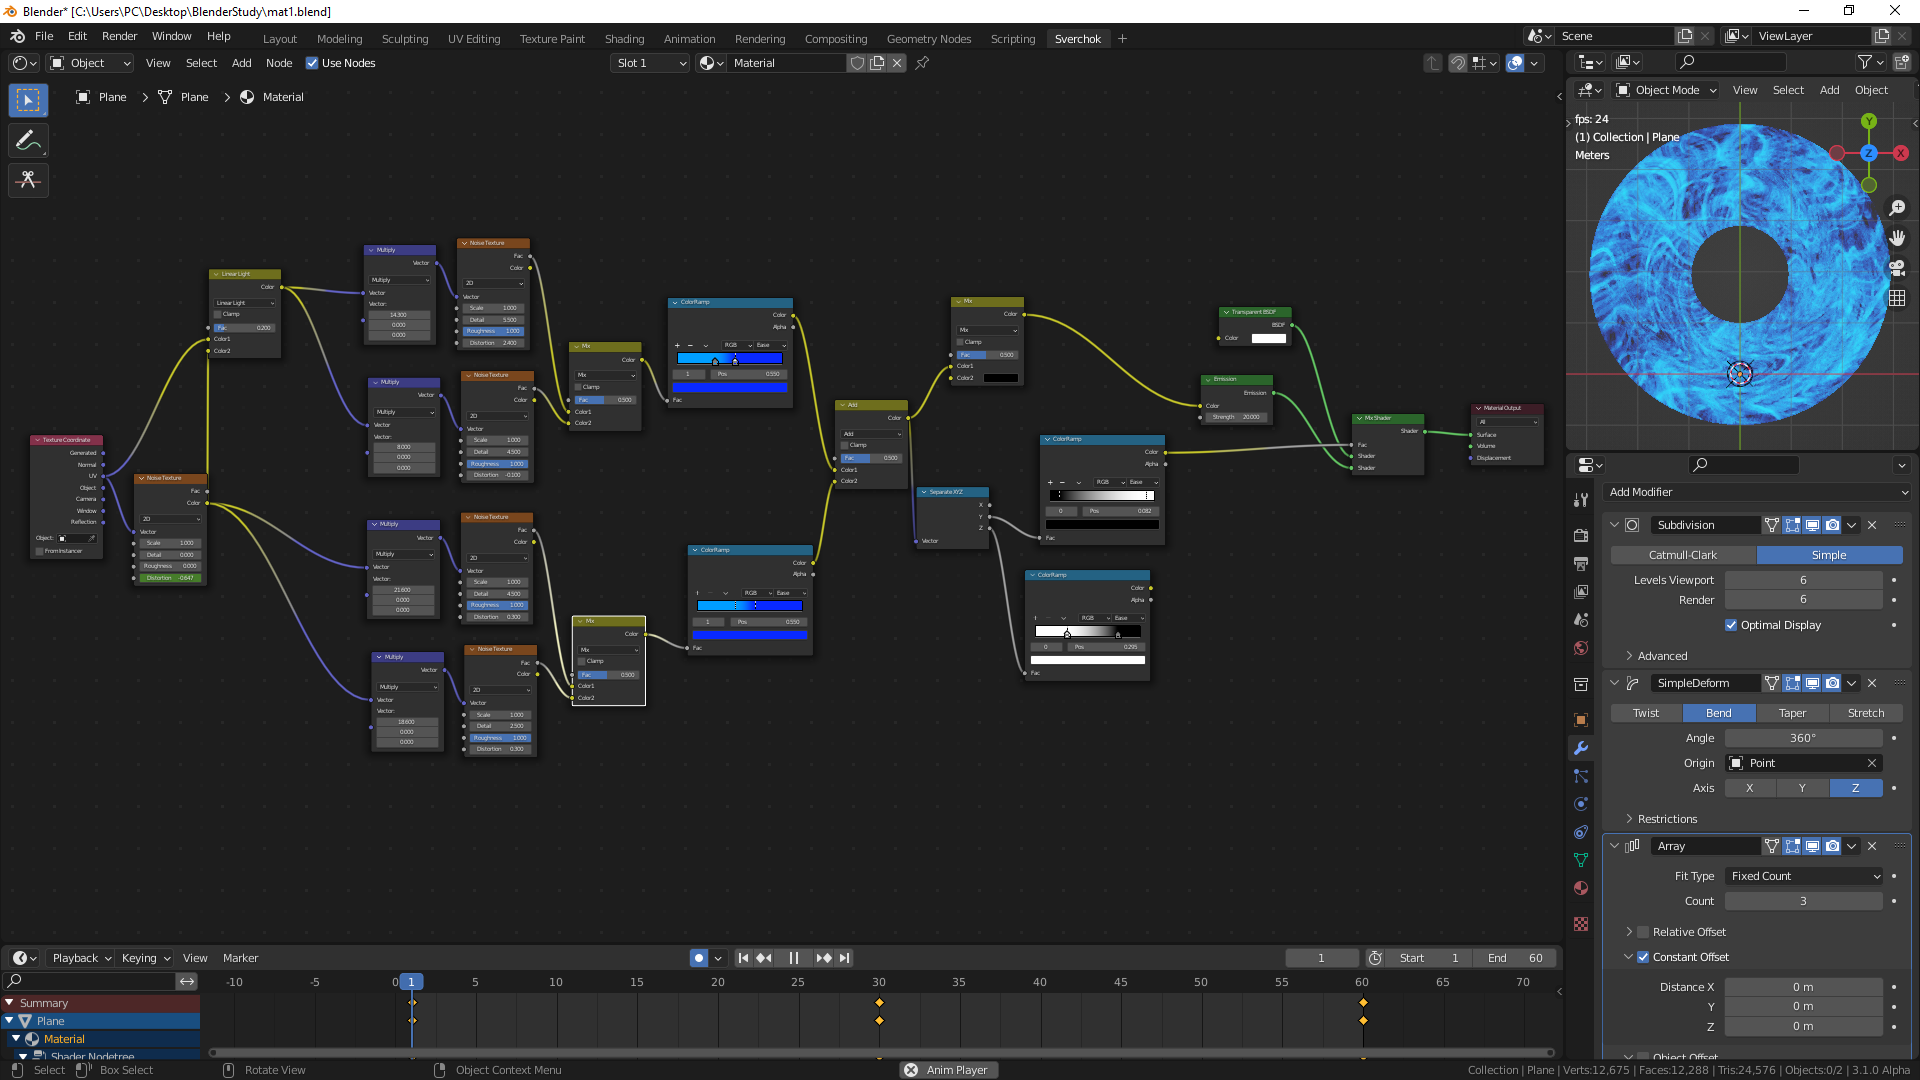 Blender* [C:\Users\PC\Desktop\BlenderStudy\mat1.blend]
File Edit Render Window Help Layout Modeling Sculpting UV Editing Texture Paint Shading Animation Rendering Compositing Geometry Nodes Scripting Sverchok Scene ViewLayer
Object View Select Add Node Use Nodes Slot 1 Material
Plane Plane Material
Object Mode View Select Add Object
fps: 24
(1) Collection | Plane
Meters
Y
X
Z
Linear Light
Color
Linear Light
Clamp
Fac 0.200
Color1
Color2
Texture Coordinate
Generated
Normal
UV
Object
Camera
Window
Reflection
Object:
From Instancer
Noise Texture
Fac
Color
2D
Vector
Scale 1.000
Detail 0.000
Roughness 0.000
Distortion -0.647
Multiply
Vector
Multiply
Vector
Vector:
14.300
0.000
0.000
Noise Texture
Fac
Color
2D
Vector
Scale 1.000
Detail 5.300
Roughness 1.000
Distortion 2.400
Multiply
Vector
Multiply
Vector
Vector:
8.000
0.000
0.000
Noise Texture
Fac
Color
2D
Vector
Scale 1.000
Detail 4.500
Roughness 1.000
Distortion -0.100
Multiply
Vector
Multiply
Vector
Vector:
21.600
0.000
0.000
Noise Texture
Fac
Color
2D
Vector
Scale 1.000
Detail 4.500
Roughness 1.000
Distortion 0.300
Multiply
Vector
Multiply
Vector
Vector:
18.600
0.000
0.000
Noise Texture
Fac
Color
2D
Vector
Scale 1.000
Detail 2.500
Roughness 1.000
Distortion 0.300
Mix
Color
Mix
Clamp
Fac 0.500
Color1
Color2
Mix
Color
Mix
Clamp
Fac 0.500
Color1
Color2
ColorRamp
Color
Alpha
RGB Ease
1 Pos 0.550
Fac
ColorRamp
Color
Alpha
RGB Ease
1 Pos 0.550
Fac
Add
Color
Add
Clamp
Fac 0.500
Color1
Color2
Mix
Color
Mix
Clamp
Fac 0.500
Color1
Color2
Separate XYZ
X
Y
Z
Vector
ColorRamp
Color
Alpha
RGB Ease
0 Pos 0.082
Fac
ColorRamp
Color
Alpha
RGB Ease
0 Pos 0.295
Fac
Transparent BSDF
BSDF
Color
Emission
Emission
Color
Strength 20.000
Mix Shader
Shader
Fac
Shader
Shader
Material Output
All
Surface
Volume
Displacement
Add Modifier
Subdivision
Catmull-Clark Simple
Levels Viewport 6
Render 6
Optimal Display
Advanced
SimpleDeform
Twist Bend Taper Stretch
Angle 360°
Origin Point
Axis X Y Z
Restrictions
Array
Fit Type Fixed Count
Count 3
Relative Offset
Constant Offset
Distance X 0 m
Y 0 m
Z 0 m
Object Offset
Playback Keying View Marker 1 Start 1 End 60
-10 -5 0 1 5 10 15 20 25 30 35 40 45 50 55 60 65 70
Summary
Plane
Material
Shader Nodetree
Select Box Select Rotate View Object Context Menu Anim Player Collection | Plane | Verts:12,675 | Faces:12,288 | Tris:24,576 | Objects:0/2 | 3.1.0 Alpha